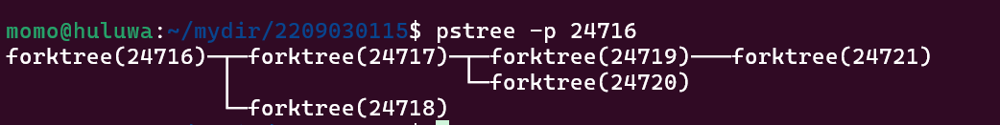 momo@huluwa:~/mydir/2209030115$ pstree -p 24716
forktree(24716)─┬─forktree(24717)─┬─forktree(24719)───forktree(24721)
                │                 └─forktree(24720)
                └─forktree(24718)